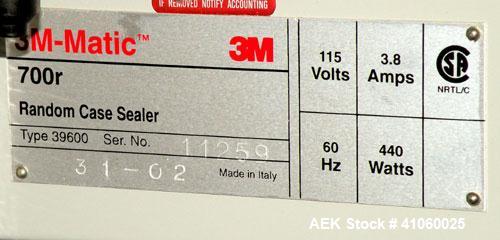 IF REMOVED NOTIFY ACCOUNTING
3M-Matic™ 3M
700r
Random Case Sealer
Type 39600 Ser. No. 11259
31-02 Made in Italy
115 Volts
3.8 Amps
60 Hz
440 Watts
SA
NRTL/C
AEK Stock # 41060025